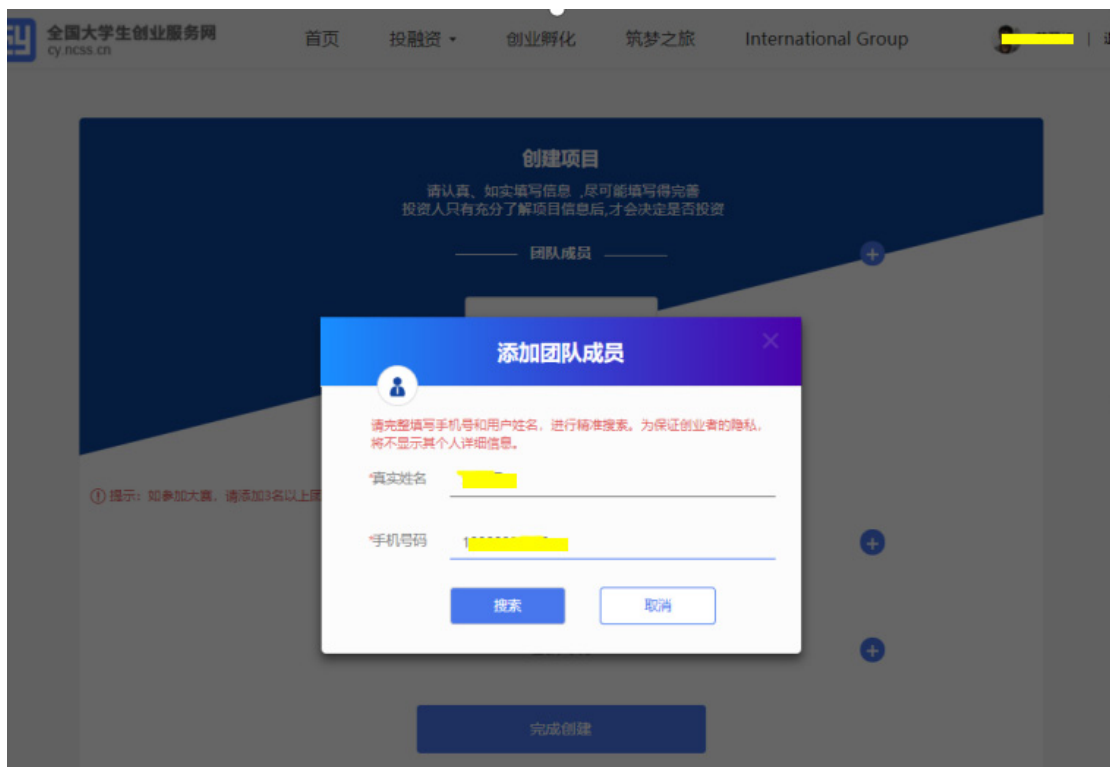 全国大学生创业服务网
cy.ncss.cn
首页 投融资 创业孵化 筑梦之旅 International Group
创建项目
请认真、如实填写信息 ,尽可能填写得完善
投资人只有充分了解项目信息后,才会决定是否投资
团队成员
添加团队成员
请完整填写手机号和用户姓名，进行精准搜索。为保证创业者的隐私，
将不显示其个人详细信息。
*真实姓名
提示：如参加大赛，请添加3名以上团
*手机号码 1
搜索 取消
完成创建